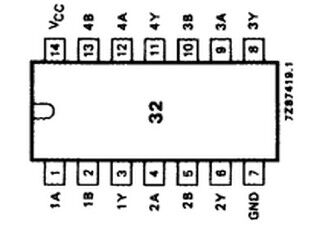 VCC 4B 4A 4Y 3B 3A 3Y
14 13 12 11 10 9 8
32
7Z87419.1
1 2 3 4 5 6 7
1A 1B 1Y 2A 2B 2Y GND